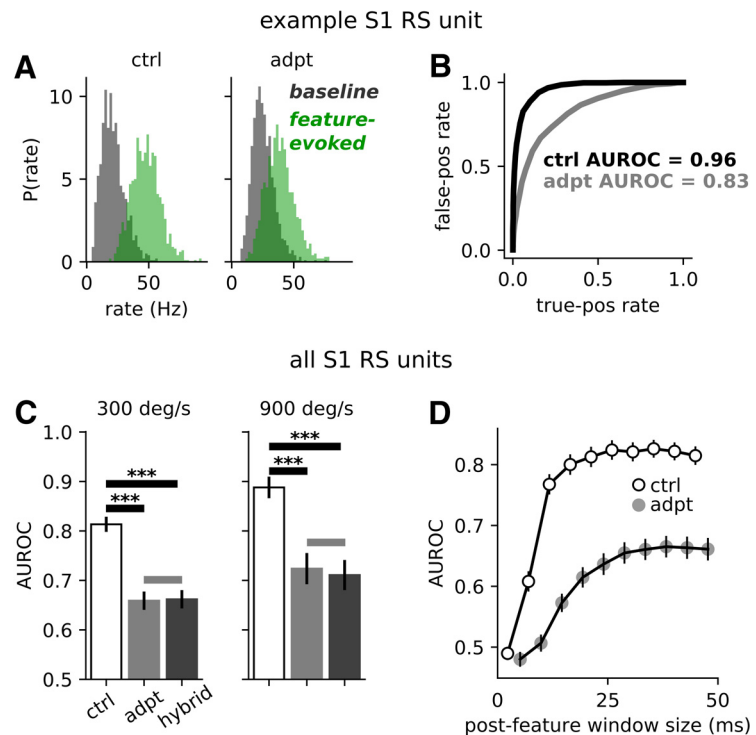 example S1 RS unit
A
ctrl
adpt
B
baseline
feature-
evoked
P(rate)
10
5
0
0
50
0
50
rate (Hz)
false-pos rate
1.0
0.5
0.0
ctrl AUROC = 0.96
adpt AUROC = 0.83
0.0
0.5
1.0
true-pos rate
all S1 RS units
C
300 deg/s
900 deg/s
D
AUROC
1.0
0.9
0.8
0.7
0.6
0.5
***
***
***
***
ctrl
adpt
hybrid
AUROC
0.8
0.7
0.6
0.5
ctrl
adpt
0
25
50
post-feature window size (ms)